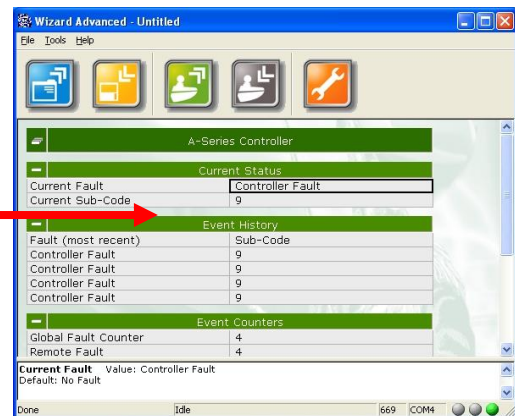 Wizard Advanced - Untitled
File Tools Help
A-Series Controller
Current Status
Current Fault Controller Fault
Current Sub-Code 9
Event History
Fault (most recent) Sub-Code
Controller Fault 9
Controller Fault 9
Controller Fault 9
Controller Fault 9
Event Counters
Global Fault Counter 4
Remote Fault 4
Current Fault Value: Controller Fault
Default: No Fault
Done Idle 669 COM4